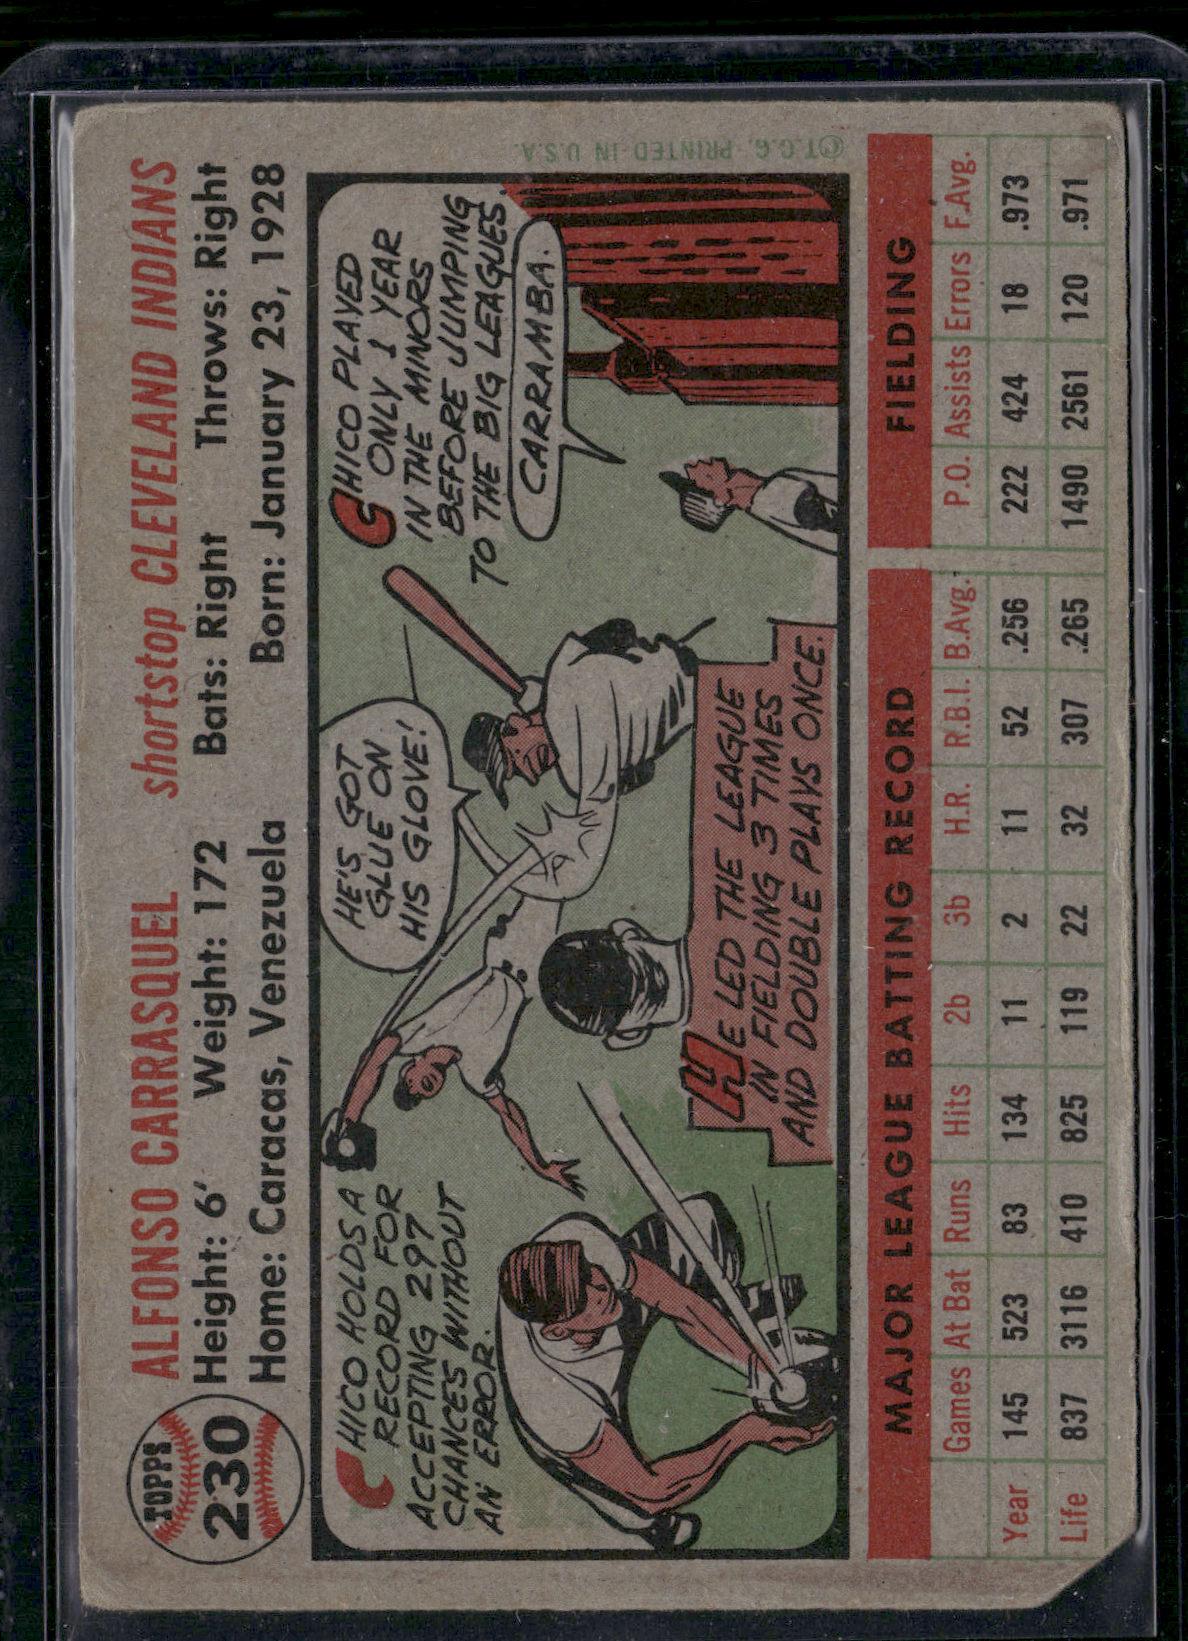 TOPPS
230
ALFONSO CARRASQUEL shortstop CLEVELAND INDIANS
Height: 6' Weight: 172 Bats: Right Throws: Right
Home: Caracas, Venezuela Born: January 23, 1928
CHICO HOLDS A
RECORD FOR
ACCEPTING 297
CHANCES WITHOUT
AN ERROR.
HE'S GOT
GLUE ON
HIS GLOVE!
HE LED THE LEAGUE
IN FIELDING 3 TIMES
AND DOUBLE PLAYS ONCE.
CHICO PLAYED
ONLY 1 YEAR
IN THE MINORS
BEFORE JUMPING
TO THE BIG LEAGUES.
CARRAMBA.
©T.C.G. PRINTED IN U.S.A.
MAJOR LEAGUE BATTING RECORD FIELDING
Games At Bat Runs Hits 2b 3b H.R. R.B.I. B.Avg. P.O. Assists Errors F.Avg.
Year 145 523 83 134 11 2 11 52 .256 222 424 18 .973
Life 837 3116 410 825 119 22 32 307 .265 1490 2561 120 .971